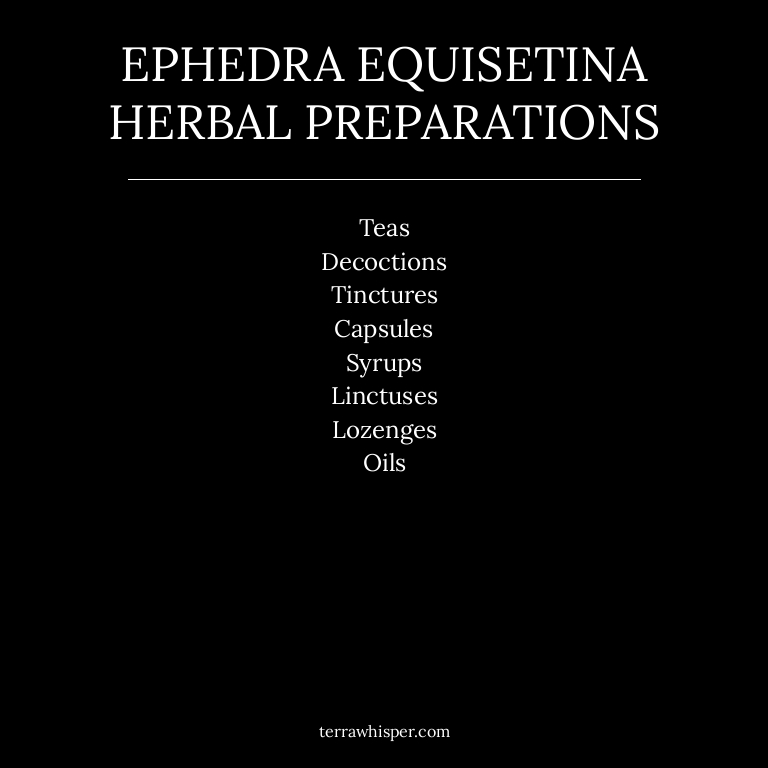 EPHEDRA EQUISETINA
HERBAL PREPARATIONS
Teas
Decoctions
Tinctures
Capsules
Syrups
Linctuses
Lozenges
Oils
terrawhisper.com